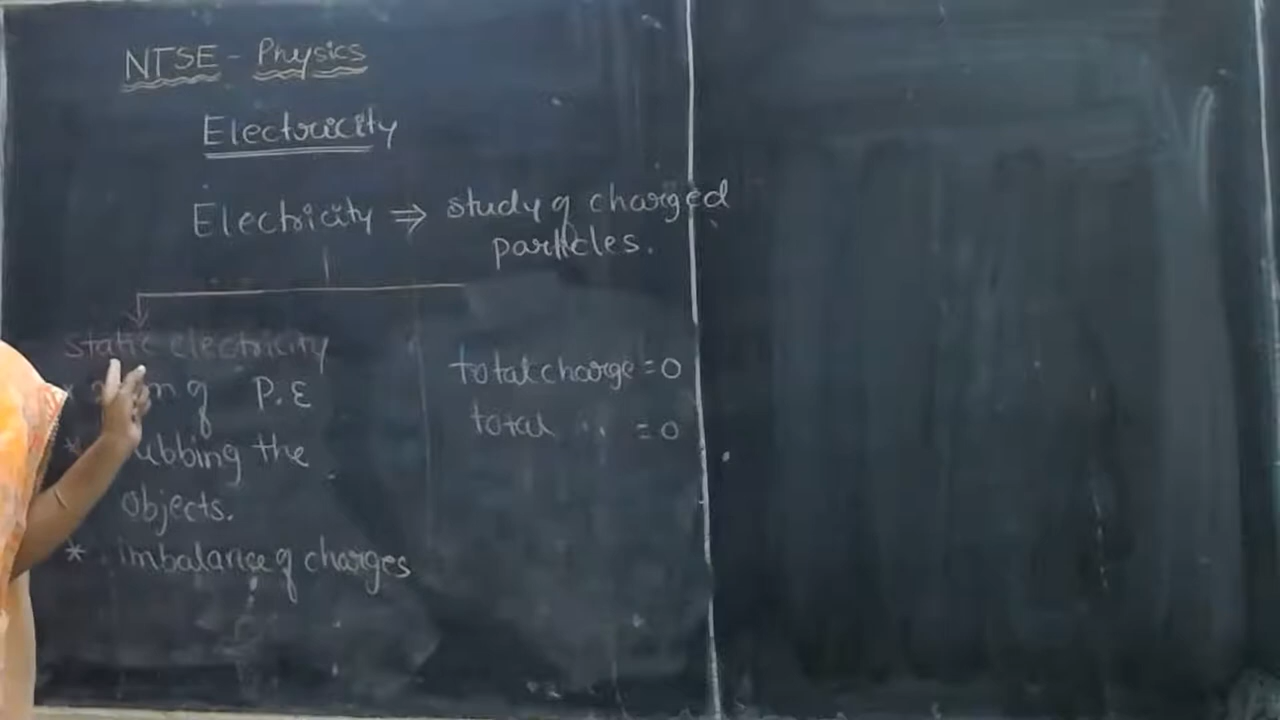 NTSE - Physics
Electricity
Electricity ⇒ study of charged
particles.
static electricity
* of P.E
* the
objects.
* imbalance of charges
total charge = 0
total " = 0